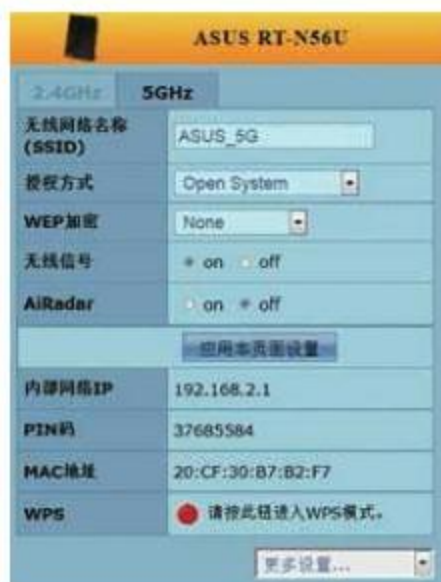 ASUS RT-N56U
2.4GHz 5GHz
无线网络名称 (SSID) ASUS_5G
授权方式 Open System
WEP加密 None
无线信号 on off
AiRadar on off
应用本页面设置
内部网络IP 192.168.2.1
PIN码 37685584
MAC地址 20:CF:30:B7:B2:F7
WPS 请按此钮进入WPS模式。
更多设置...